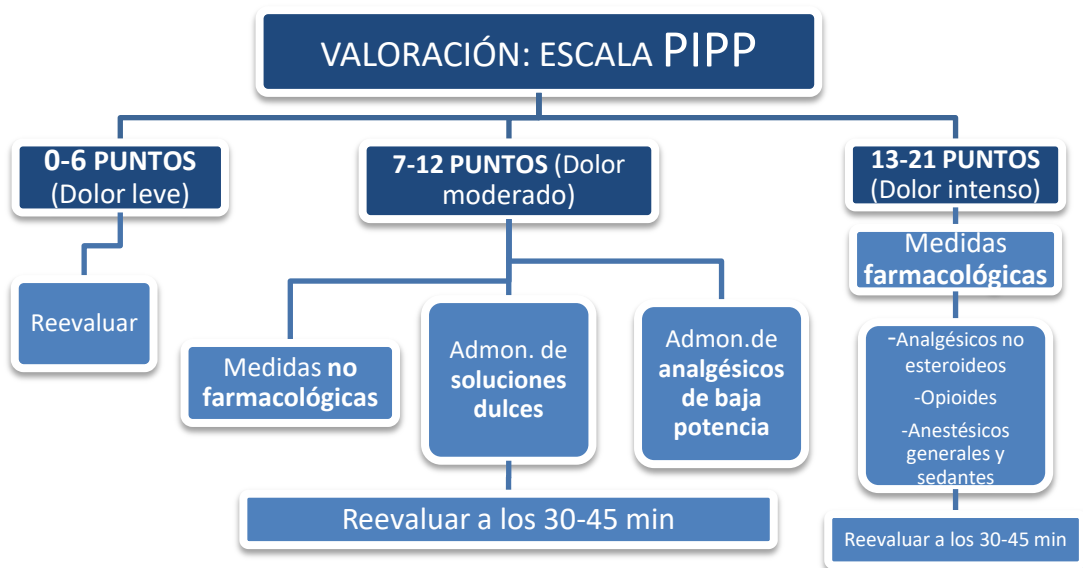 VALORACIÓN: ESCALA PIPP
0-6 PUNTOS
(Dolor leve)
Reevaluar
7-12 PUNTOS (Dolor
moderado)
Medidas no
farmacológicas
Admon. de
soluciones
dulces
Admon.de
analgésicos
de baja
potencia
Reevaluar a los 30-45 min
13-21 PUNTOS
(Dolor intenso)
Medidas
farmacológicas
-Analgésicos no
esteroideos
-Opioides
-Anestésicos
generales y
sedantes
Reevaluar a los 30-45 min